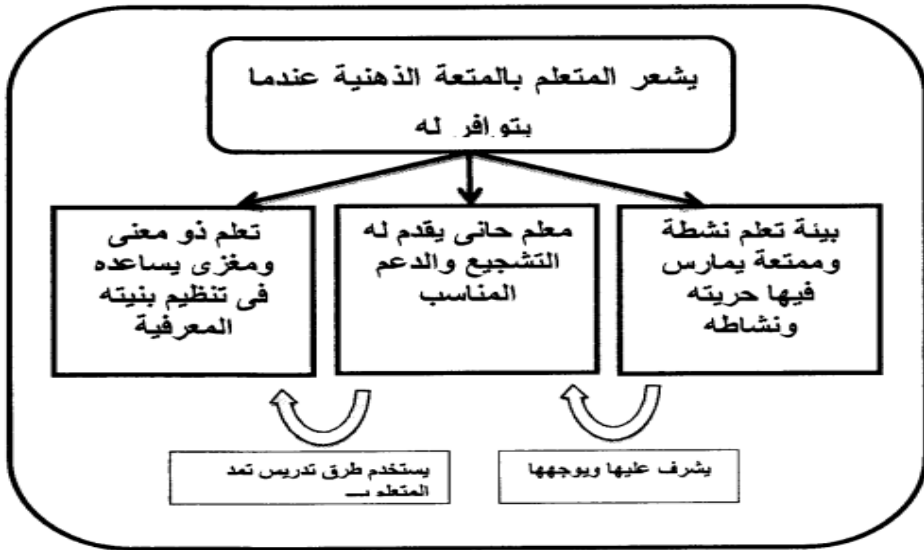 يشعر المتعلم بالمتعة الذهنية عندما
يتوافر له
بيئة تعلم نشطة
وممتعة يمارس
فيها حريته
ونشاطه
معلم حانى يقدم له
التشجيع والدعم
المناسب
تعلم ذو معنى
ومغزى يساعده
فى تنظيم بنيته
المعرفية
يشرف عليها ويوجهها
يستخدم طرق تدريس تمد
المتعلم بـــ